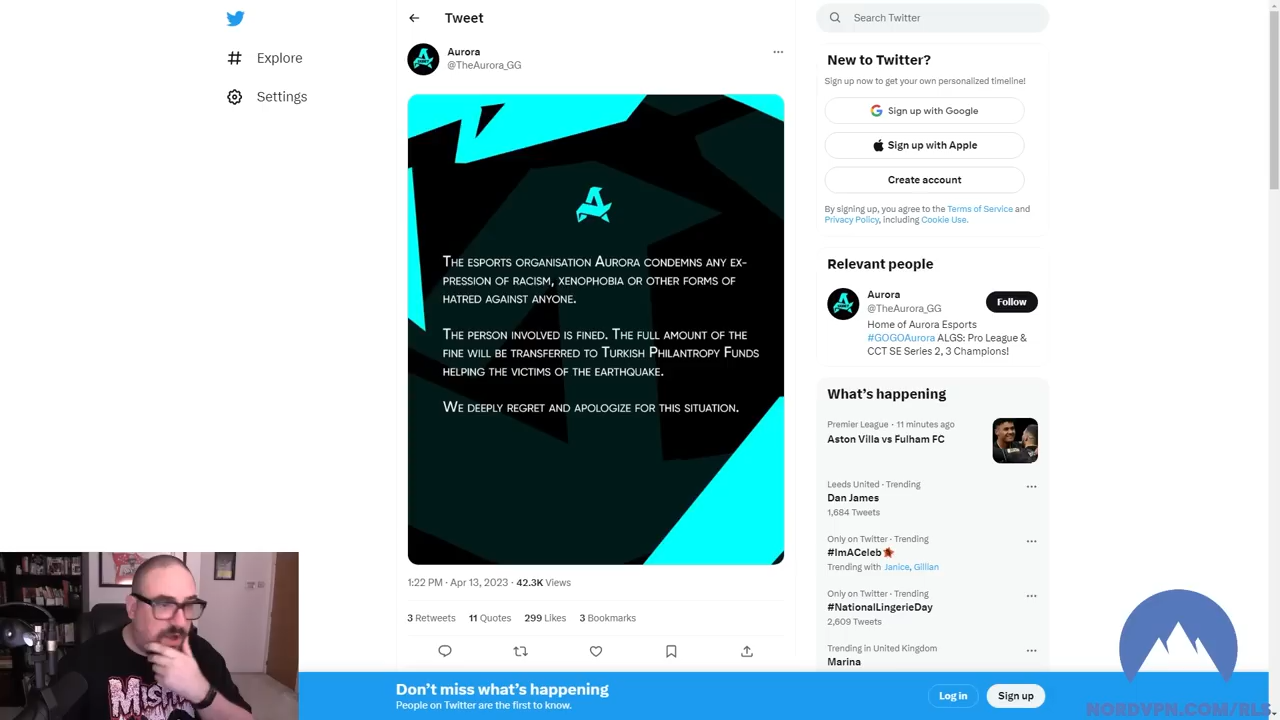 Tweet
Search Twitter
Explore
Settings
Aurora
@TheAurora_GG
THE ESPORTS ORGANISATION AURORA CONDEMNS ANY EX-
PRESSION OF RACISM, XENOPHOBIA OR OTHER FORMS OF
HATRED AGAINST ANYONE.
THE PERSON INVOLVED IS FINED. THE FULL AMOUNT OF THE
FINE WILL BE TRANSFERRED TO TURKISH PHILANTROPY FUNDS
HELPING THE VICTIMS OF THE EARTHQUAKE.
WE DEEPLY REGRET AND APOLOGIZE FOR THIS SITUATION.
1:22 PM · Apr 13, 2023 · 42.3K Views
3 Retweets 11 Quotes 299 Likes 3 Bookmarks
New to Twitter?
Sign up now to get your own personalized timeline!
Sign up with Google
Sign up with Apple
Create account
By signing up, you agree to the Terms of Service and
Privacy Policy, including Cookie Use.
Relevant people
Aurora
@TheAurora_GG
Follow
Home of Aurora Esports
#GOGOAurora ALGS: Pro League &
CCT SE Series 2, 3 Champions!
What's happening
Premier League · 11 minutes ago
Aston Villa vs Fulham FC
Leeds United · Trending
Dan James
1,684 Tweets
Only on Twitter · Trending
#ImACeleb
Trending with Janice, Gillian
Only on Twitter · Trending
#NationalLingerieDay
2,609 Tweets
Trending in United Kingdom
Marina
Don't miss what's happening
People on Twitter are the first to know.
Log in
Sign up
NORDVPN.COM/RLS